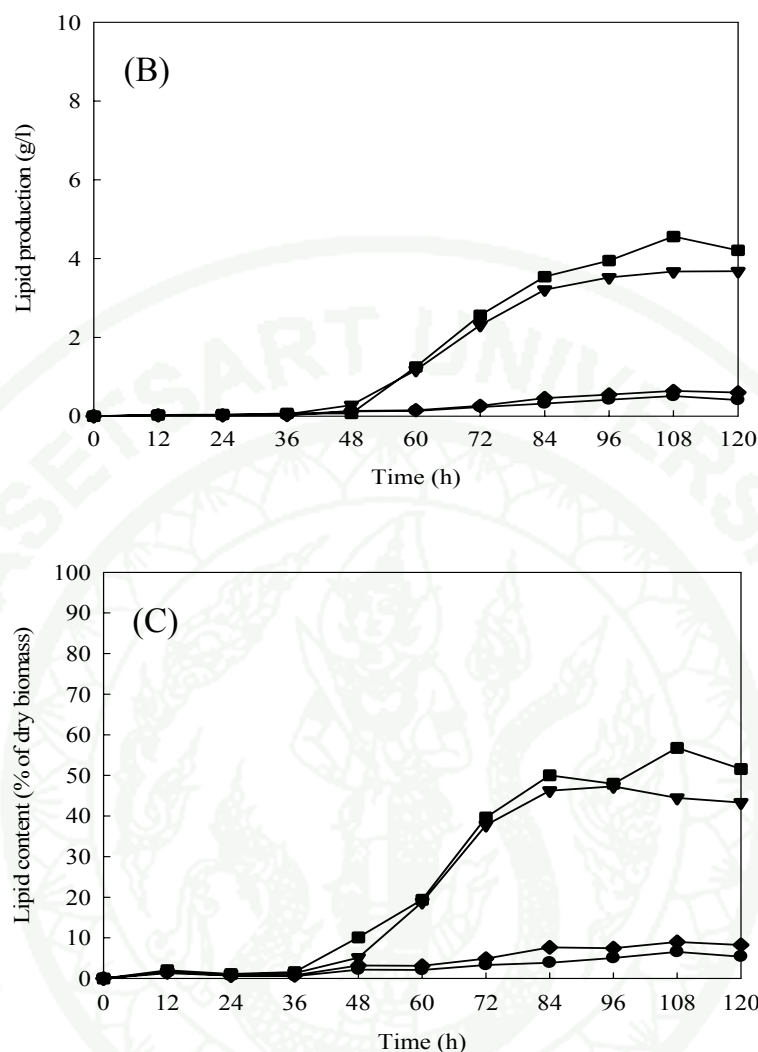 (B)
Lipid production (g/l)
10
8
6
4
2
0
0 12 24 36 48 60 72 84 96 108 120
Time (h)
KASETSART UNIVERSITY
(C)
Lipid content (% of dry biomass)
100
90
80
70
60
50
40
30
20
10
0
0 12 24 36 48 60 72 84 96 108 120
Time (h)